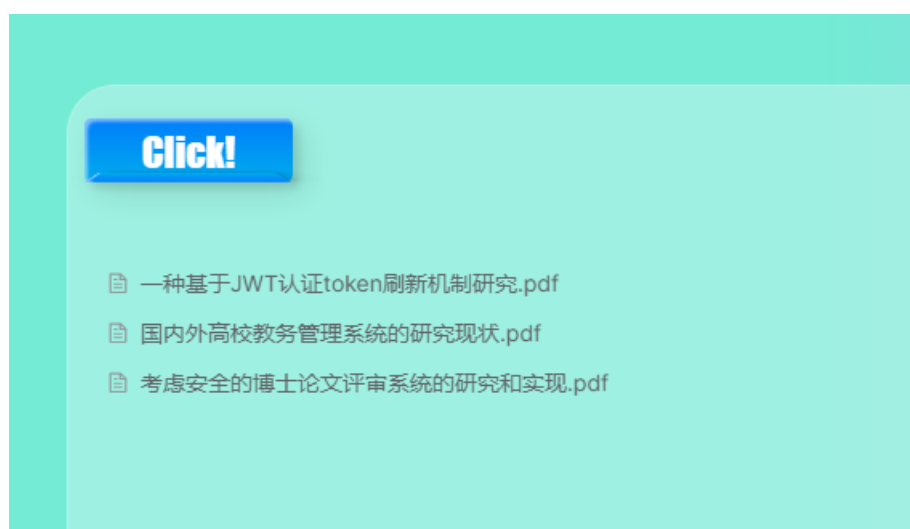 Click!
一种基于JWT认证token刷新机制研究.pdf
国内外高校教务管理系统的研究现状.pdf
考虑安全的博士论文评审系统的研究和实现.pdf